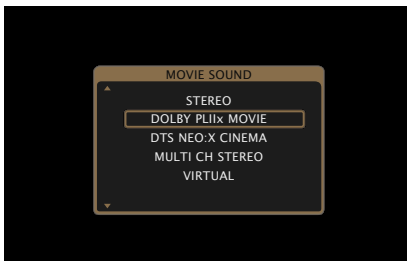 MOVIE SOUND
STEREO
DOLBY PLIIx MOVIE
DTS NEO:X CINEMA
MULTI CH STEREO
VIRTUAL